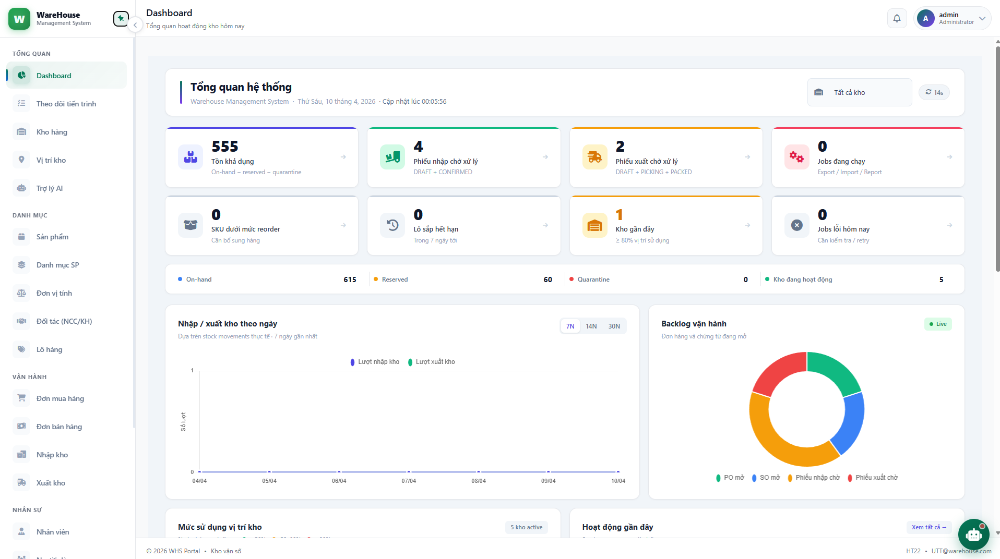 W
WareHouse
Management System
TỔNG QUAN
Dashboard
Theo dõi tiến trình
Kho hàng
Vị trí kho
Trợ lý AI
DANH MỤC
Sản phẩm
Danh mục SP
Đơn vị tính
Đối tác (NCC/KH)
Lô hàng
VẬN HÀNH
Đơn mua hàng
Đơn bán hàng
Nhập kho
Xuất kho
NHÂN SỰ
Nhân viên
Dashboard
Tổng quan hoạt động kho hôm nay
A
admin
Administrator
Tổng quan hệ thống
Warehouse Management System · Thứ Sáu, 10 tháng 4, 2026 · Cập nhật lúc 00:05:56
Tất cả kho
14s
555
Tồn khả dụng
On-hand − reserved − quarantine
4
Phiếu nhập chờ xử lý
DRAFT + CONFIRMED
2
Phiếu xuất chờ xử lý
DRAFT + PICKING + PACKED
0
Jobs đang chạy
Export / Import / Report
0
SKU dưới mức reorder
Cần bổ sung hàng
0
Lô sắp hết hạn
Trong 7 ngày tới
1
Kho gần đầy
≥ 80% vị trí sử dụng
0
Jobs lỗi hôm nay
Cần kiểm tra / retry
On-hand 615
Reserved 60
Quarantine 0
Kho đang hoạt động 5
Nhập / xuất kho theo ngày
Dựa trên stock movements thực tế · 7 ngày gần nhất
7N 14N 30N
Lượt nhập kho Lượt xuất kho
1
Số lượt
0
04/04 05/04 06/04 07/04 08/04 09/04 10/04
Backlog vận hành
Đơn hàng và chứng từ đang mở
Live
PO mở SO mở Phiếu nhập chờ Phiếu xuất chờ
Mức sử dụng vị trí kho
5 kho active
Hoạt động gần đây
Xem tất cả →
© 2026 WHS Portal • Kho vận số
HT22 • UTT@warehouse.com